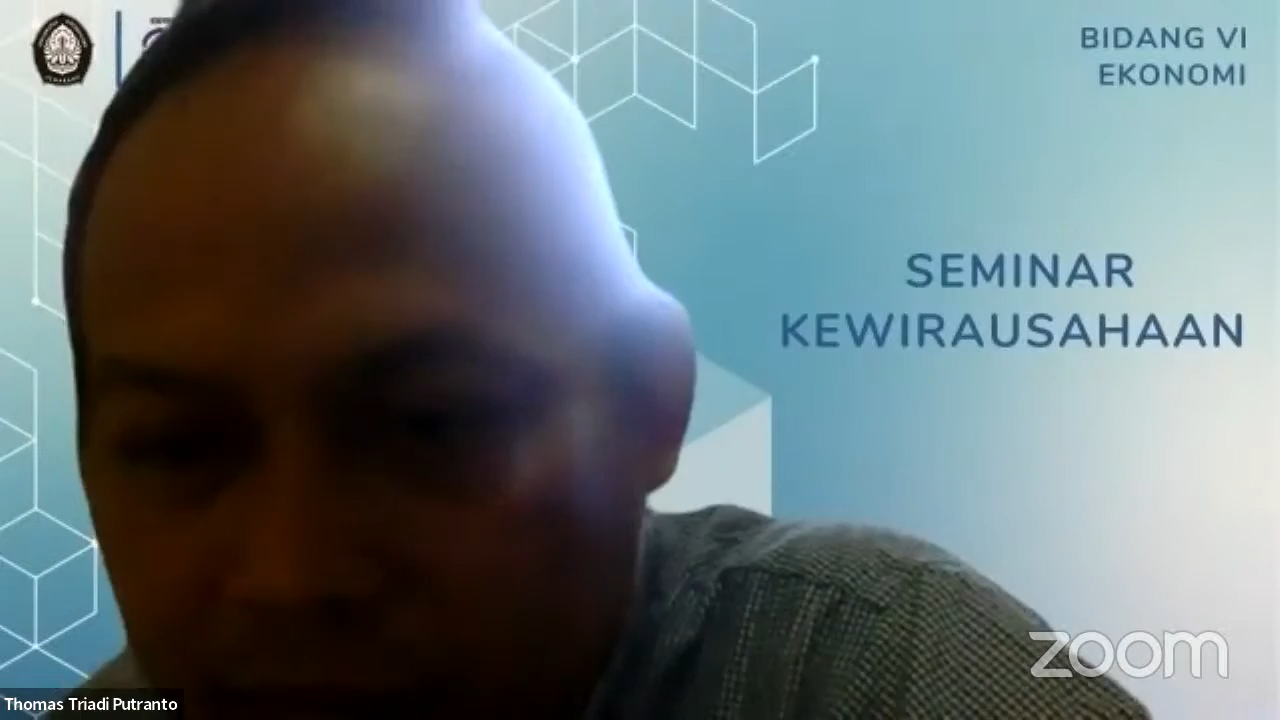 BIDANG VI
EKONOMI
SEMINAR
KEWIRAUSAHAAN
zoom
Thomas Triadi Putranto